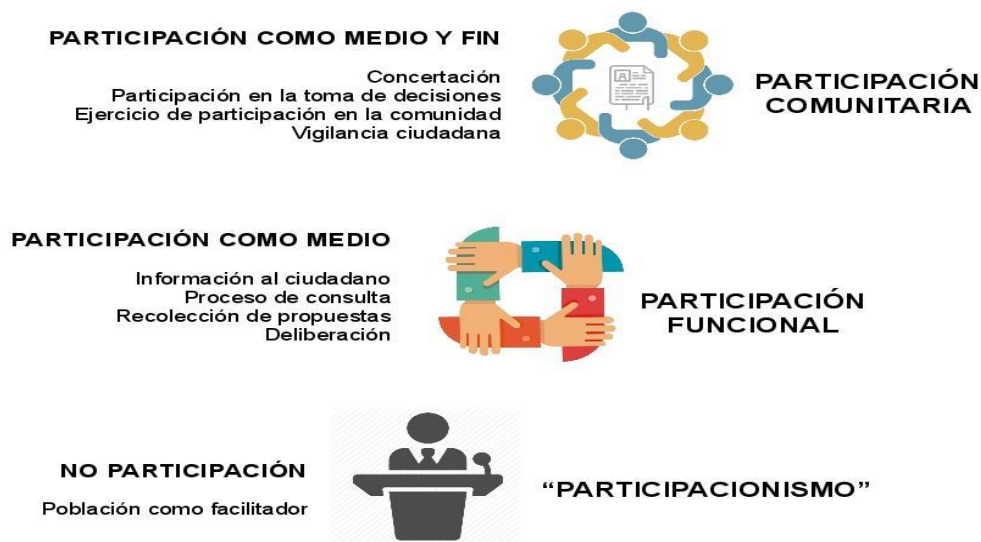 PARTICIPACIÓN COMO MEDIO Y FIN
Concertación
Participación en la toma de decisiones
Ejercicio de participación en la comunidad
Vigilancia ciudadana
PARTICIPACIÓN
COMUNITARIA
PARTICIPACIÓN COMO MEDIO
Información al ciudadano
Proceso de consulta
Recolección de propuestas
Deliberación
PARTICIPACIÓN
FUNCIONAL
NO PARTICIPACIÓN
Población como facilitador
“PARTICIPACIONISMO”